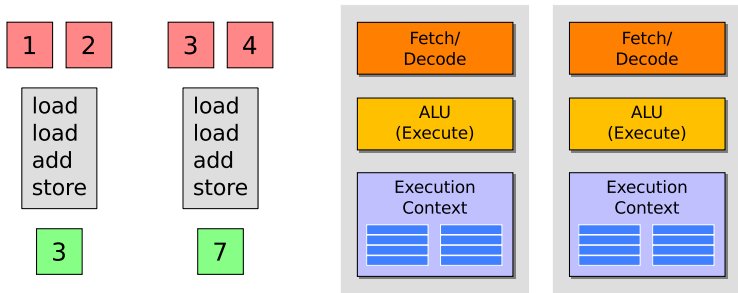 1 2 3 4
load
load
add
store
load
load
add
store
3
7
Fetch/
Decode
ALU
(Execute)
Execution
Context
Fetch/
Decode
ALU
(Execute)
Execution
Context